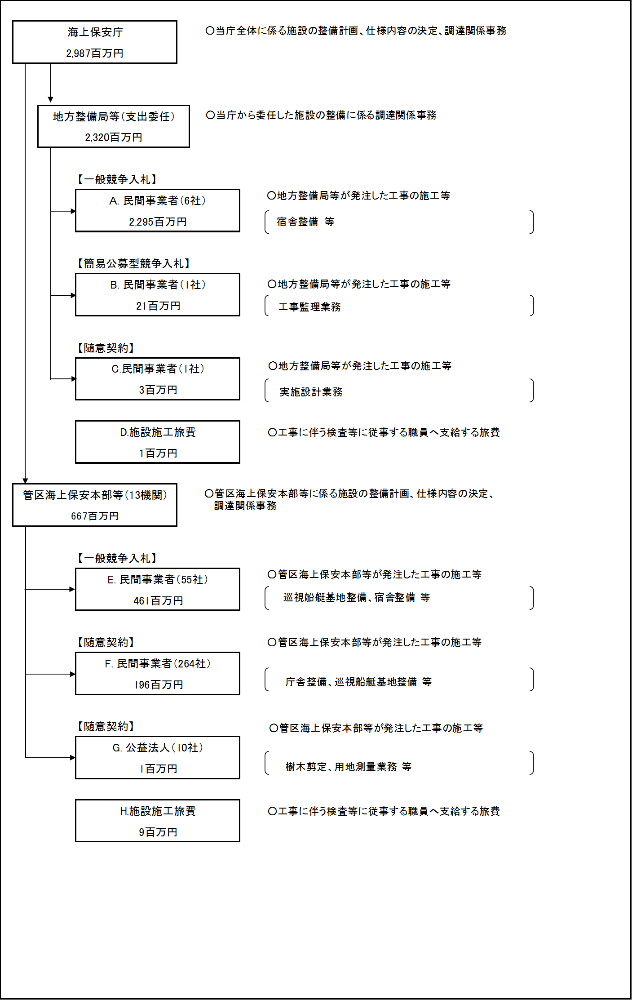 海上保安庁
2,987百万円
○当庁全体に係る施設の整備計画、仕様内容の決定、調達関係事務
地方整備局等(支出委任)
2,320百万円
○当庁から委任した施設の整備に係る調達関係事務
【一般競争入札】
A. 民間事業者(6社)
2,295百万円
○地方整備局等が発注した工事の施工等
宿舎整備 等
【簡易公募型競争入札】
B. 民間事業者(1社)
21百万円
○地方整備局等が発注した工事の施工等
工事監理業務
【随意契約】
C.民間事業者(1社)
3百万円
○地方整備局等が発注した工事の施工等
実施設計業務
D.施設施工旅費
1百万円
○工事に伴う検査等に従事する職員へ支給する旅費
管区海上保安本部等(13機関)
667百万円
○管区海上保安本部等に係る施設の整備計画、仕様内容の決定、
調達関係事務
【一般競争入札】
E. 民間事業者(55社)
461百万円
○管区海上保安本部等が発注した工事の施工等
巡視船艇基地整備、宿舎整備 等
【随意契約】
F. 民間事業者(264社)
196百万円
○管区海上保安本部等が発注した工事の施工等
庁舎整備、巡視船艇基地整備 等
【随意契約】
G. 公益法人(10社)
1百万円
○管区海上保安本部等が発注した工事の施工等
樹木剪定、用地測量業務 等
H.施設施工旅費
9百万円
○工事に伴う検査等に従事する職員へ支給する旅費